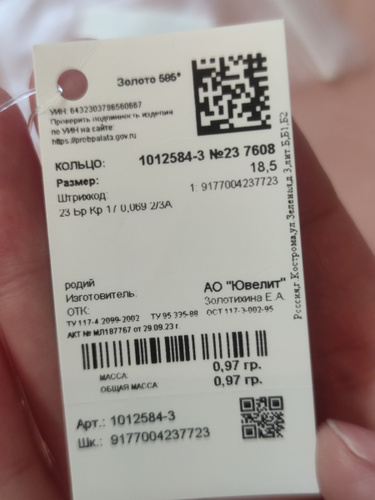 Золото 585*
УИН: 6432303786560667
Проверить подлинность изделия
по УИН на сайте:
https://probpalata.gov.ru
КОЛЬЦО: 1012584-3 №23 7608
Размер: 18,5
Штрихкод: 1: 9177004237723
23 Бр Кр 17 0,069 2/3А
родий
Изготовитель: АО "Ювелит"
ОТК: Золотихина Е.А.
ТУ 117-4.2099-2002 ТУ 95 335-88 ОСТ 117-3-002-95
АКТ № МЛ187767 от 29.09.23 г.
МАССА: 0,97 гр.
ОБЩАЯ МАССА: 0,97 гр.
Арт.: 1012584-3
Шк.: 9177004237723
Россия,г Кострома,ул Зеленая,д 3,лит Б,Б1,Б2